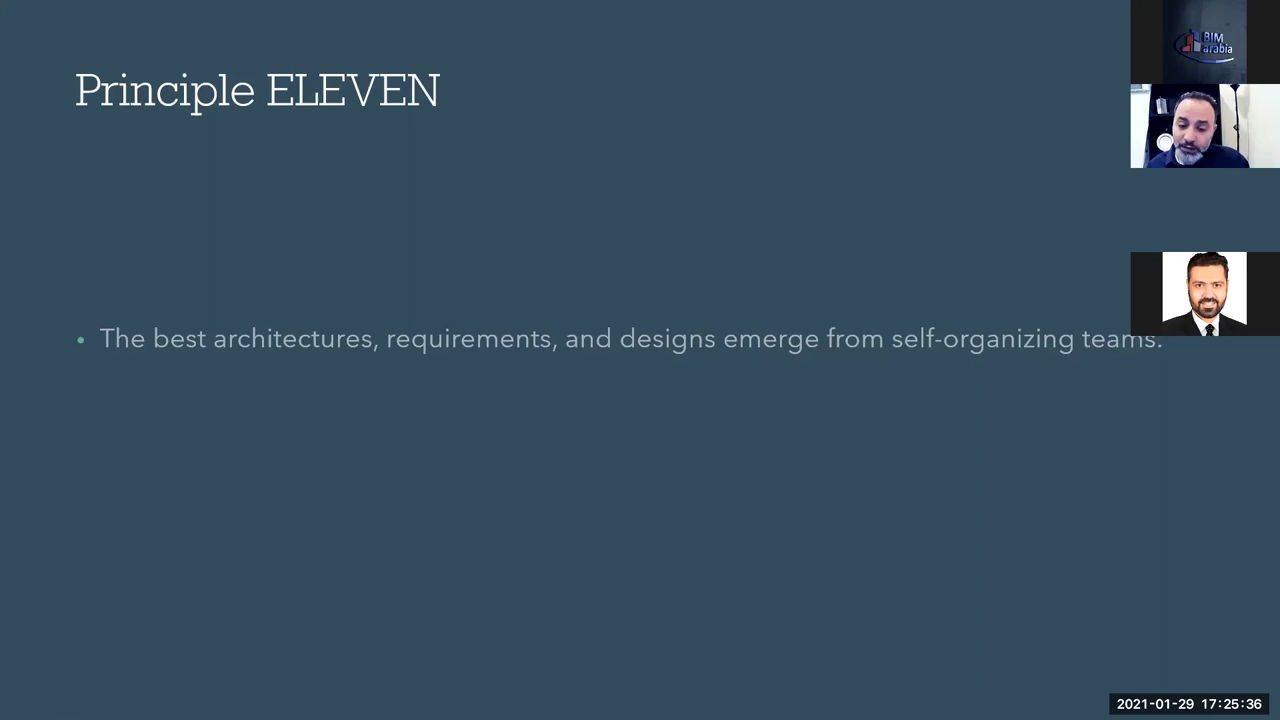 Principle ELEVEN
BIM
arabia
• The best architectures, requirements, and designs emerge from self-organizing teams.
2021-01-29 17:25:36